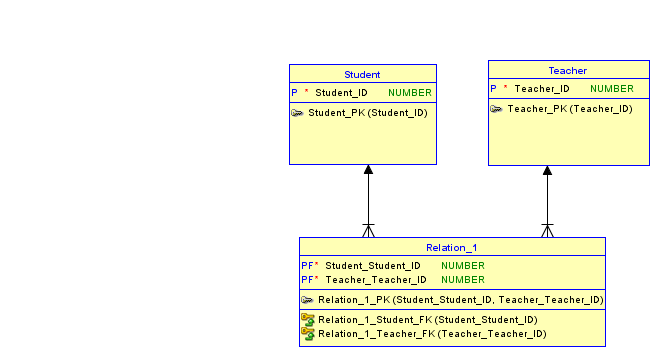 Student
P * Student_ID NUMBER
Student_PK (Student_ID)
Teacher
P * Teacher_ID NUMBER
Teacher_PK (Teacher_ID)
Relation_1
PF* Student_Student_ID NUMBER
PF* Teacher_Teacher_ID NUMBER
Relation_1_PK (Student_Student_ID, Teacher_Teacher_ID)
Relation_1_Student_FK (Student_Student_ID)
Relation_1_Teacher_FK (Teacher_Teacher_ID)